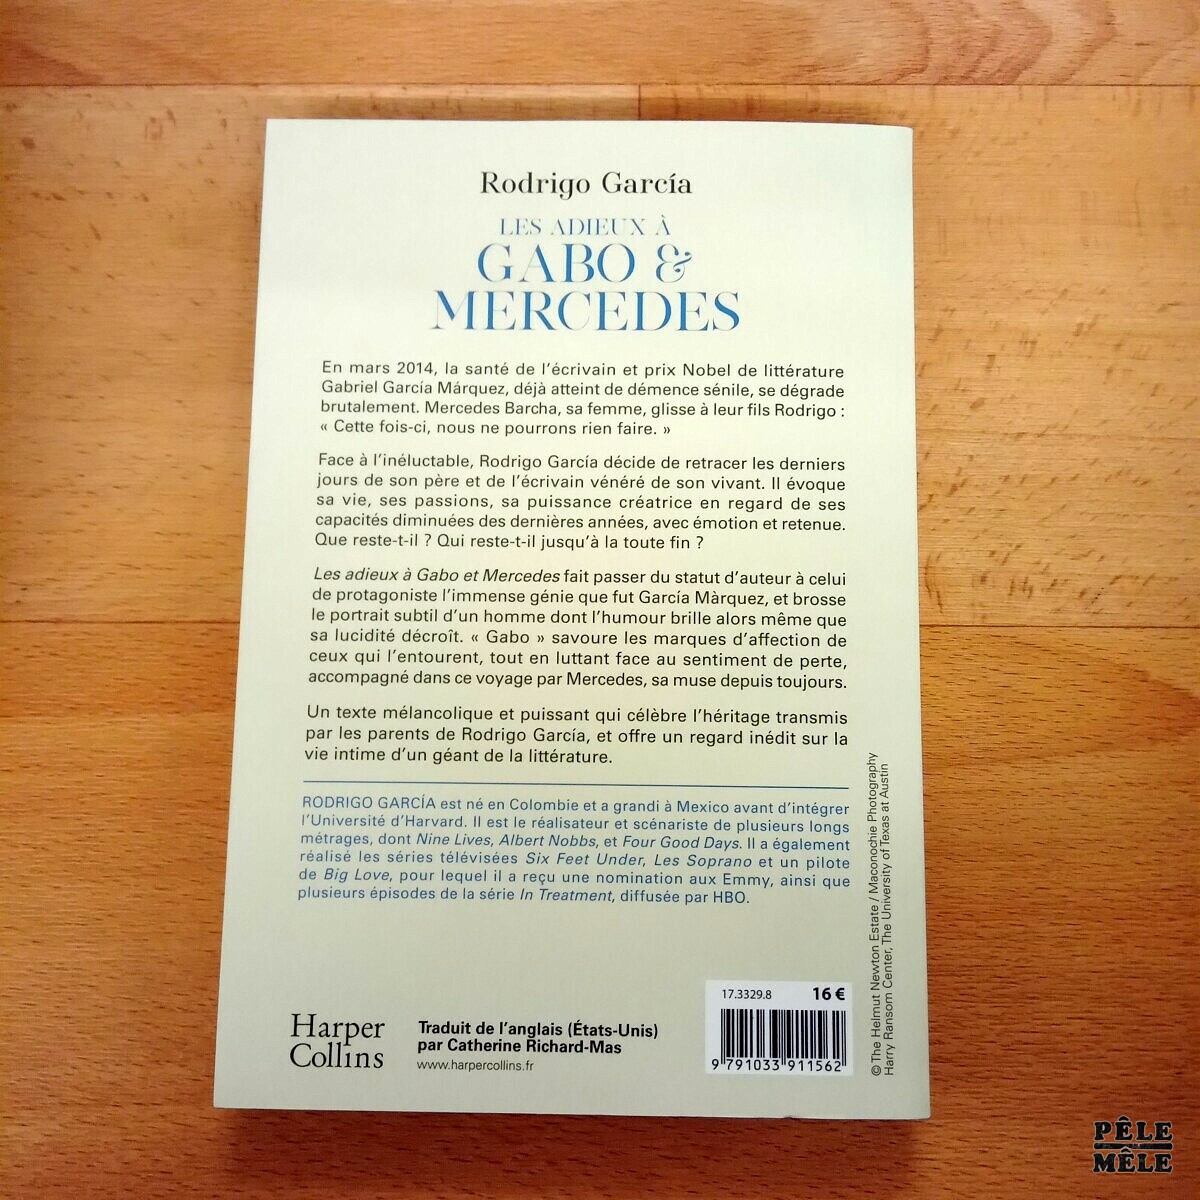 Rodrigo García
LES ADIEUX À
GABO &
MERCEDES
En mars 2014, la santé de l'écrivain et prix Nobel de littérature
Gabriel García Márquez, déjà atteint de démence sénile, se dégrade
brutalement. Mercedes Barcha, sa femme, glisse à leur fils Rodrigo :
« Cette fois-ci, nous ne pourrons rien faire. »
Face à l'inéluctable, Rodrigo García décide de retracer les derniers
jours de son père et de l'écrivain vénéré de son vivant. Il évoque
sa vie, ses passions, sa puissance créatrice en regard de ses
capacités diminuées des dernières années, avec émotion et retenue.
Que reste-t-il ? Qui reste-t-il jusqu'à la toute fin ?
Les adieux à Gabo et Mercedes fait passer du statut d'auteur à celui
de protagoniste l'immense génie que fut García Màrquez, et brosse
le portrait subtil d'un homme dont l'humour brille alors même que
sa lucidité décroît. « Gabo » savoure les marques d'affection de
ceux qui l'entourent, tout en luttant face au sentiment de perte,
accompagné dans ce voyage par Mercedes, sa muse depuis toujours.
Un texte mélancolique et puissant qui célèbre l'héritage transmis
par les parents de Rodrigo García, et offre un regard inédit sur la
vie intime d'un géant de la littérature.
RODRIGO GARCÍA est né en Colombie et a grandi à Mexico avant d'intégrer
l'Université d'Harvard. Il est le réalisateur et scénariste de plusieurs longs
métrages, dont Nine Lives, Albert Nobbs, et Four Good Days. Il a également
réalisé les séries télévisées Six Feet Under, Les Soprano et un pilote
de Big Love, pour lequel il a reçu une nomination aux Emmy, ainsi que
plusieurs épisodes de la série In Treatment, diffusée par HBO.
© The Helmut Newton Estate / Maconochie Photography
Harry Ransom Center, The University of Texas at Austin
Harper
Collins
Traduit de l'anglais (États-Unis)
par Catherine Richard-Mas
www.harpercollins.fr
17.3329.8 16 €
9 791033 911562
PÊLE
MÊLE